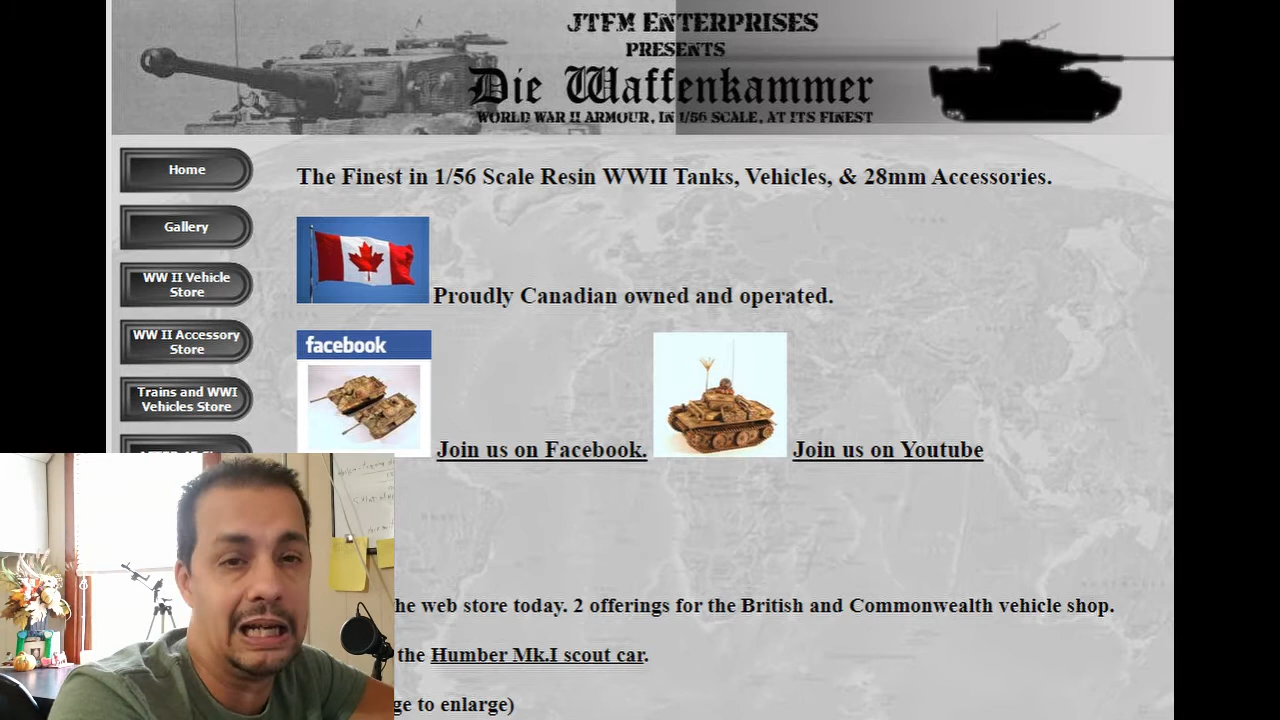 JTFM ENTERPRISES
PRESENTS
Die Waffenkammer
WORLD WAR II ARMOUR, IN 1/56 SCALE, AT ITS FINEST
Home
Gallery
WW II Vehicle
Store
WW II Accessory
Store
Trains and WWI
Vehicles Store
The Finest in 1/56 Scale Resin WWII Tanks, Vehicles, & 28mm Accessories.
Proudly Canadian owned and operated.
facebook
Join us on Facebook. Join us on Youtube
he web store today. 2 offerings for the British and Commonwealth vehicle shop.
the Humber Mk.I scout car.
ge to enlarge)